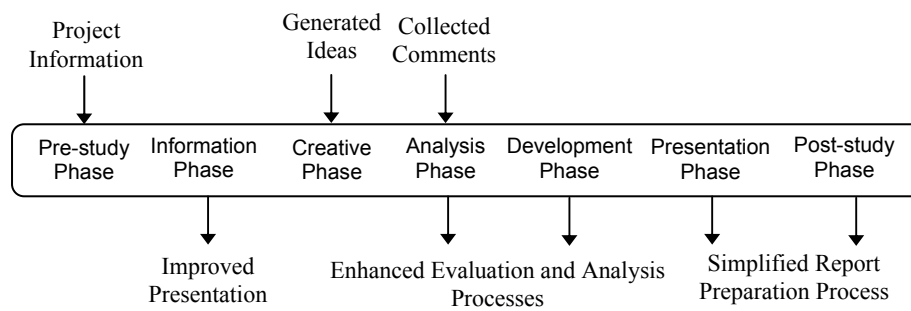 Project
Information
Generated
Ideas
Collected
Comments
Pre-study
Phase
Information
Phase
Creative
Phase
Analysis
Phase
Development
Phase
Presentation
Phase
Post-study
Phase
Improved
Presentation
Enhanced Evaluation and Analysis
Processes
Simplified Report
Preparation Process